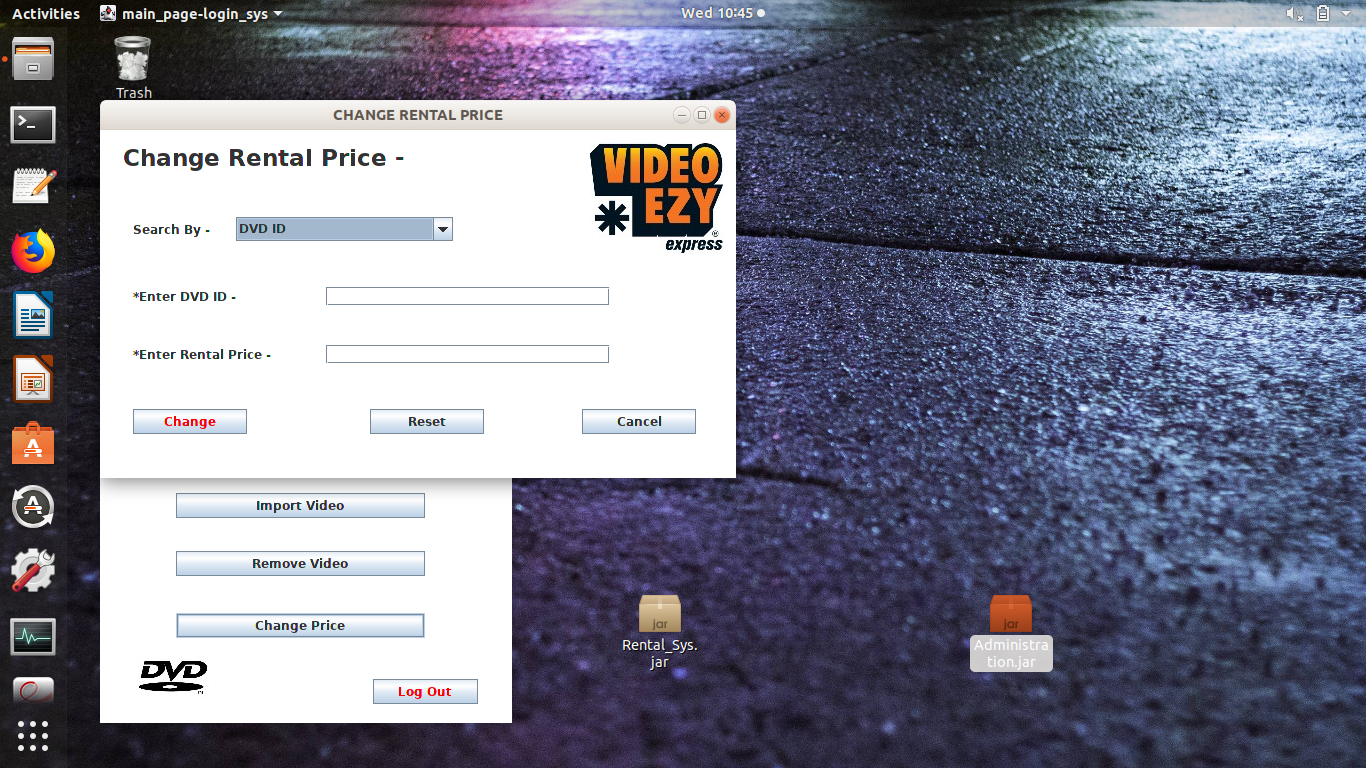 Activities main_page-login_sys Wed 10:45
Trash
CHANGE RENTAL PRICE
Change Rental Price -
VIDEO
EZY
®
express
Search By - DVD ID
*Enter DVD ID -
*Enter Rental Price -
Change Reset Cancel
Import Video
Remove Video
Change Price
DVD
Log Out
jar
Rental_Sys.
jar
jar
Administra
tion.jar